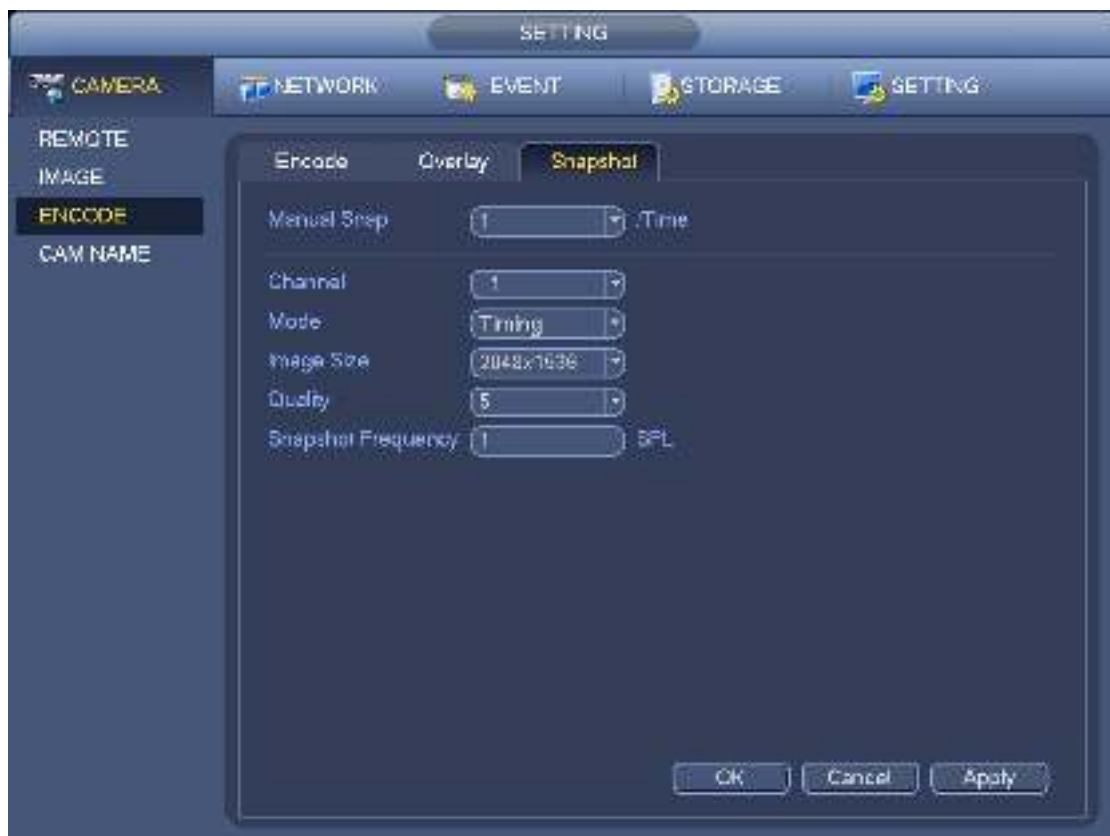 SETTING
CAMERA NETWORK EVENT STORAGE SETTING
REMOTE
IMAGE
ENCODE
CAM NAME
Encode Overlay Snapshot
Manual Snap 1 /Time
Channel 1
Mode Timing
Image Size 2048x1536
Quality 5
Snapshot Frequency 1 SPL
OK Cancel Apply